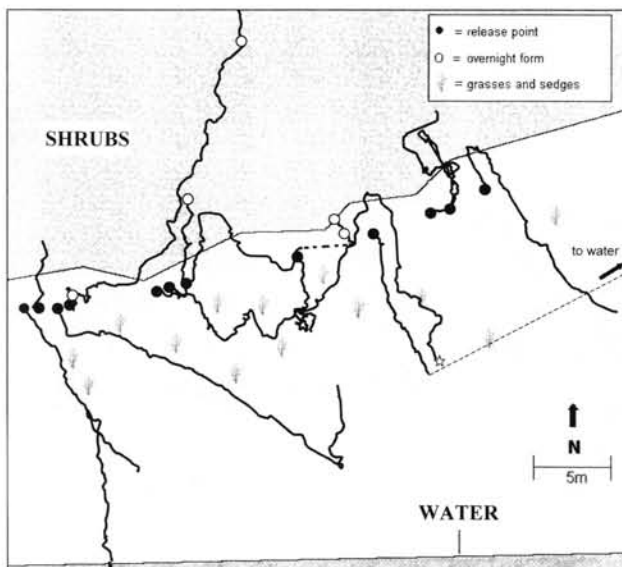 = release point
= overnight form
= grasses and sedges
SHRUBS
to water
N
5m
WATER